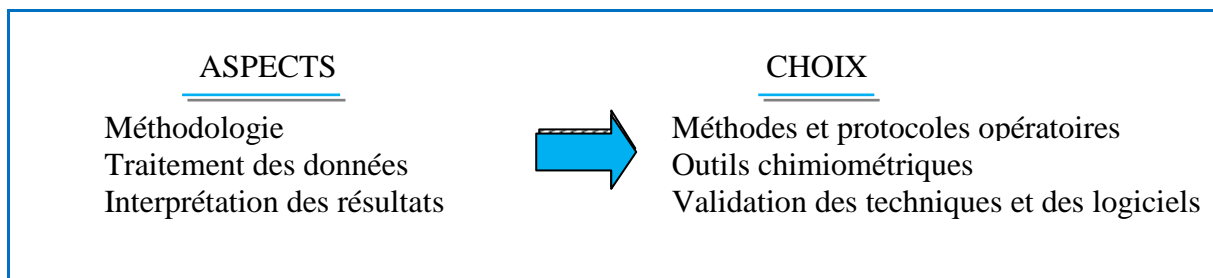 ASPECTS
Méthodologie
Traitement des données
Interprétation des résultats
CHOIX
Méthodes et protocoles opératoires
Outils chimiométriques
Validation des techniques et des logiciels